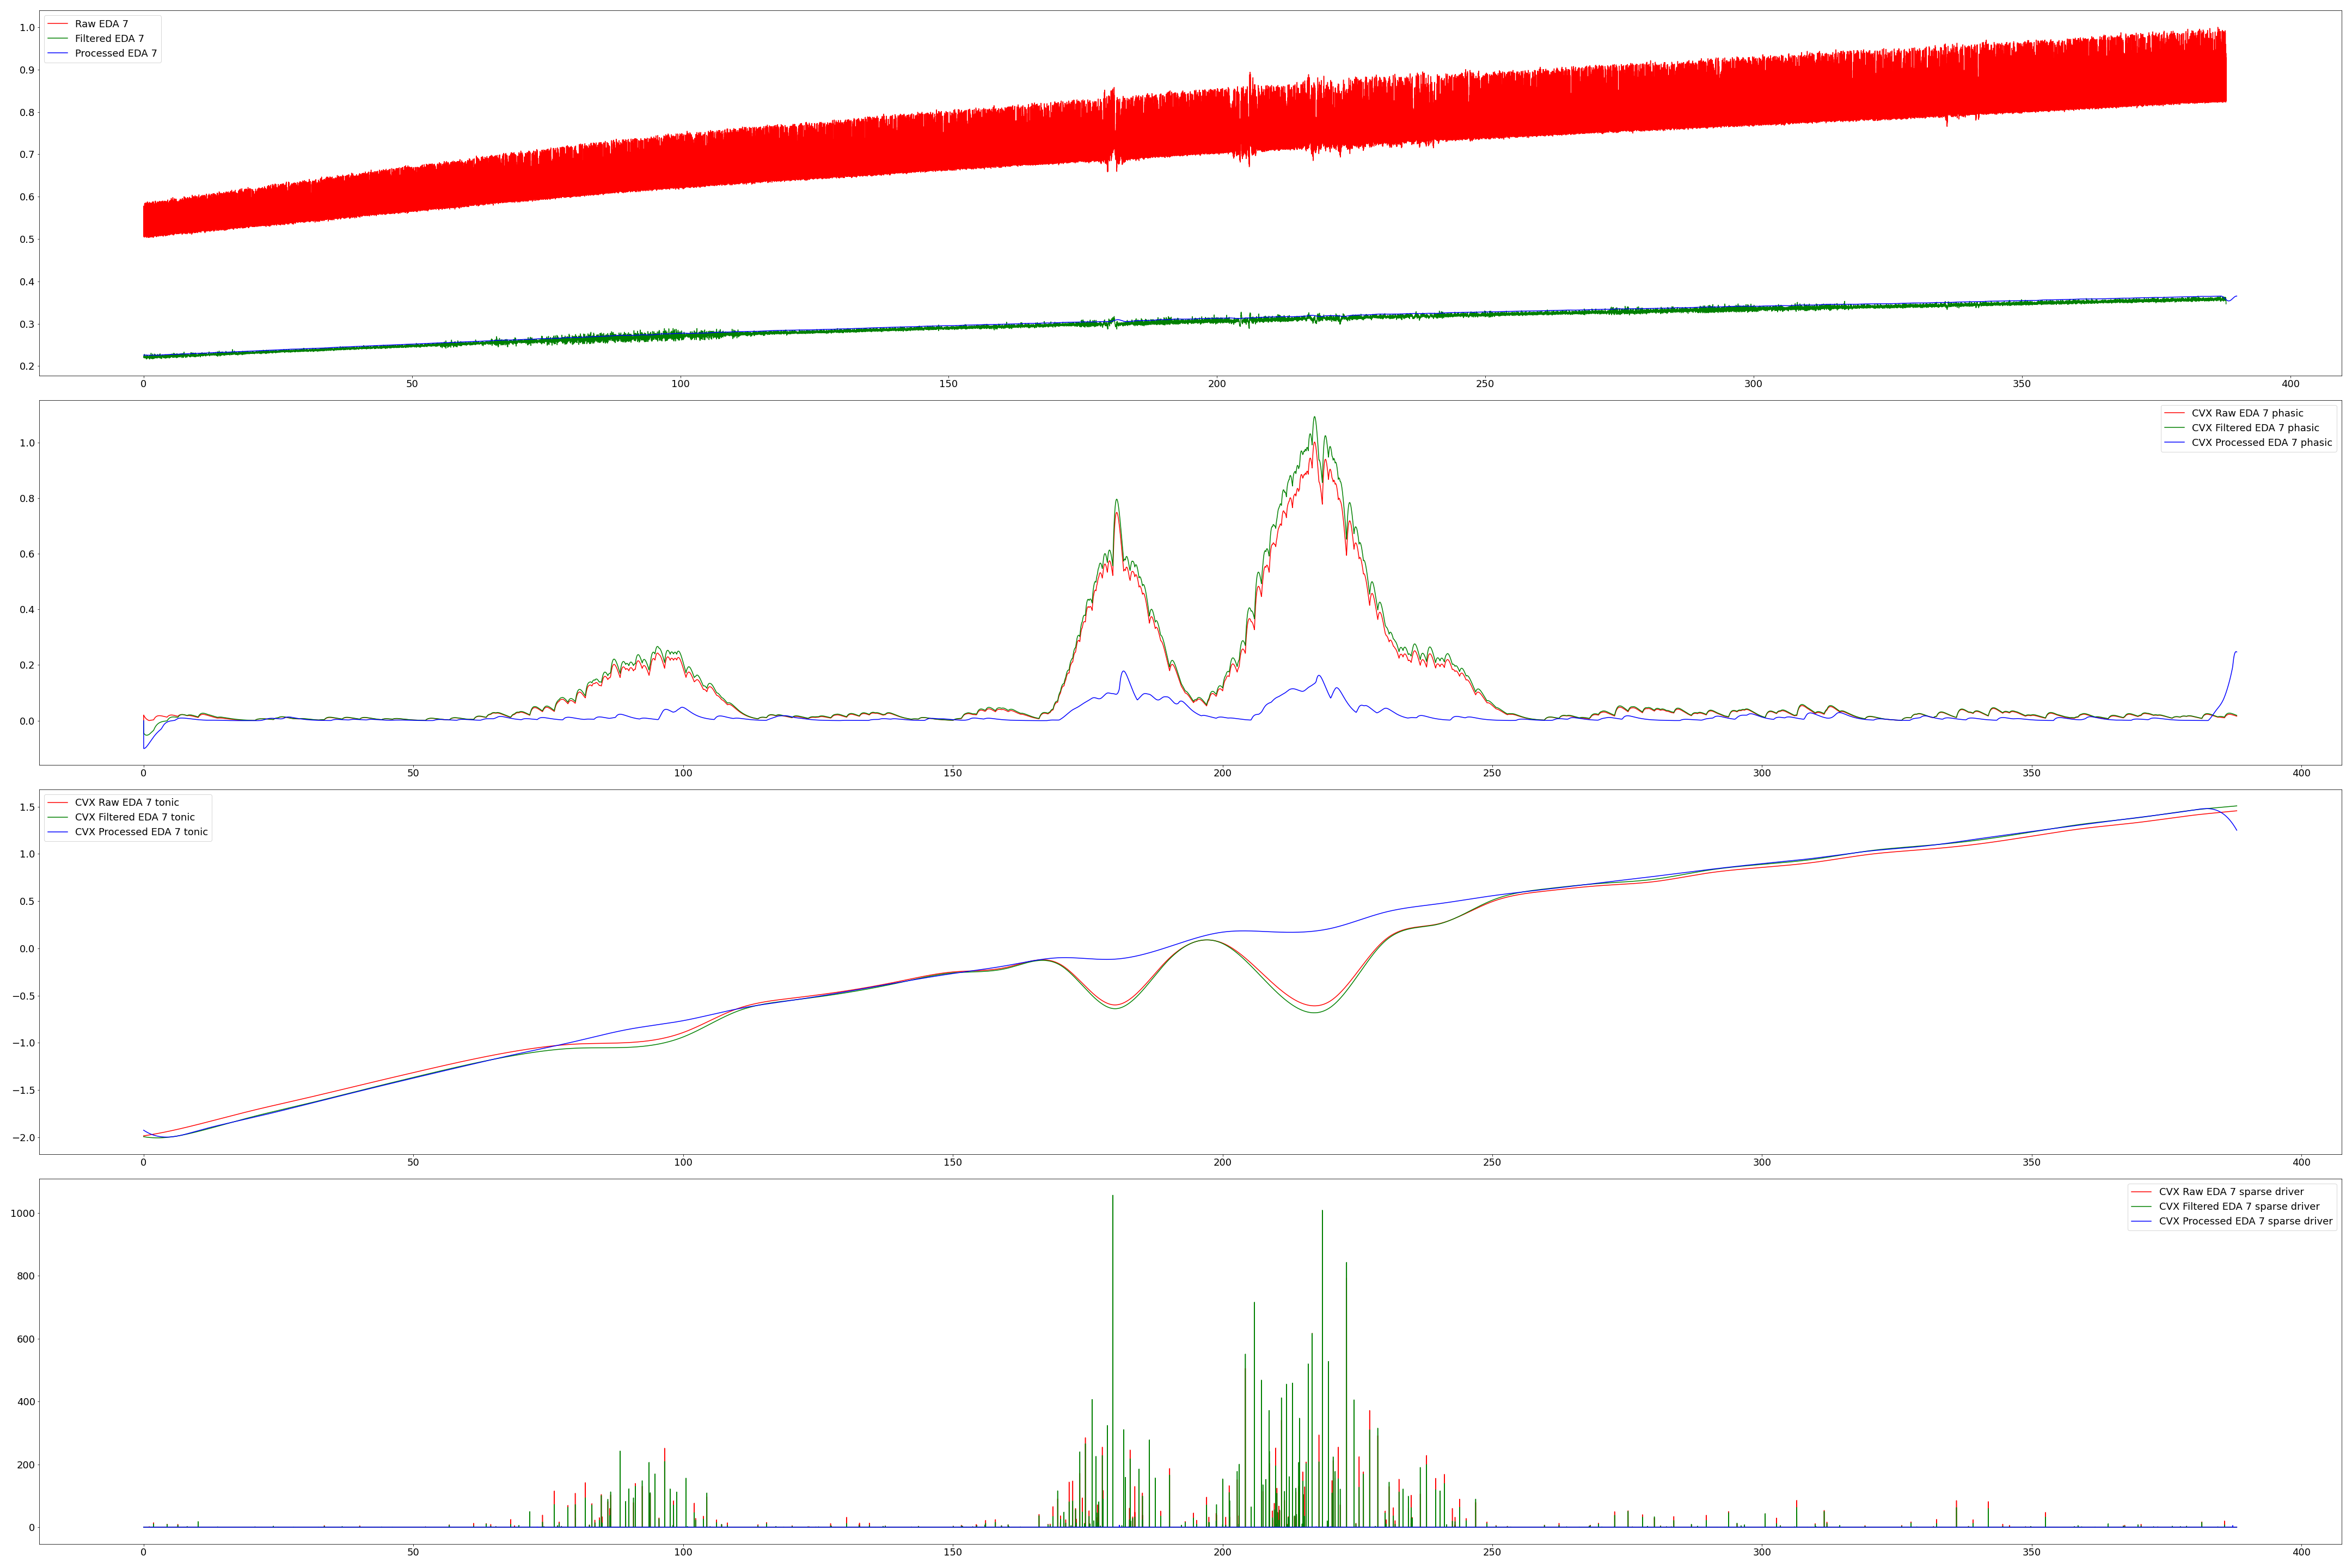 1.0
0.9
0.8
0.7
0.6
0.5
0.4
0.3
0.2
Raw EDA 7
Filtered EDA 7
Processed EDA 7
0 50 100 150 200 250 300 350 400
1.0
0.8
0.6
0.4
0.2
0.0
CVX Raw EDA 7 phasic
CVX Filtered EDA 7 phasic
CVX Processed EDA 7 phasic
0 50 100 150 200 250 300 350 400
1.5
1.0
0.5
0.0
−0.5
−1.0
−1.5
−2.0
CVX Raw EDA 7 tonic
CVX Filtered EDA 7 tonic
CVX Processed EDA 7 tonic
0 50 100 150 200 250 300 350 400
1000
800
600
400
200
0
CVX Raw EDA 7 sparse driver
CVX Filtered EDA 7 sparse driver
CVX Processed EDA 7 sparse driver
0 50 100 150 200 250 300 350 400